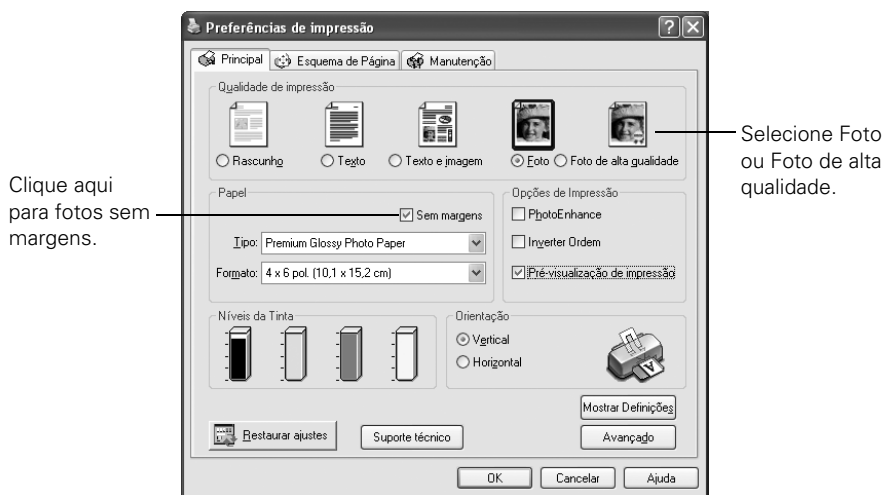 Preferências de impressão
Principal
Esquema de Página
Manutenção
Qualidade de impressão
Rascunho
Texto
Texto e imagem
Foto
Foto de alta qualidade
Selecione Foto
ou Foto de alta
qualidade.
Clique aqui
para fotos sem
margens.
Papel
Sem margens
Tipo: Premium Glossy Photo Paper
Formato: 4 x 6 pol. (10,1 x 15,2 cm)
Opções de Impressão
PhotoEnhance
Inverter Ordem
Pré-visualização de impressão
Níveis da Tinta
Orientação
Vertical
Horizontal
A
Mostrar Definições
Restaurar ajustes
Suporte técnico
Avançado
OK
Cancelar
Ajuda